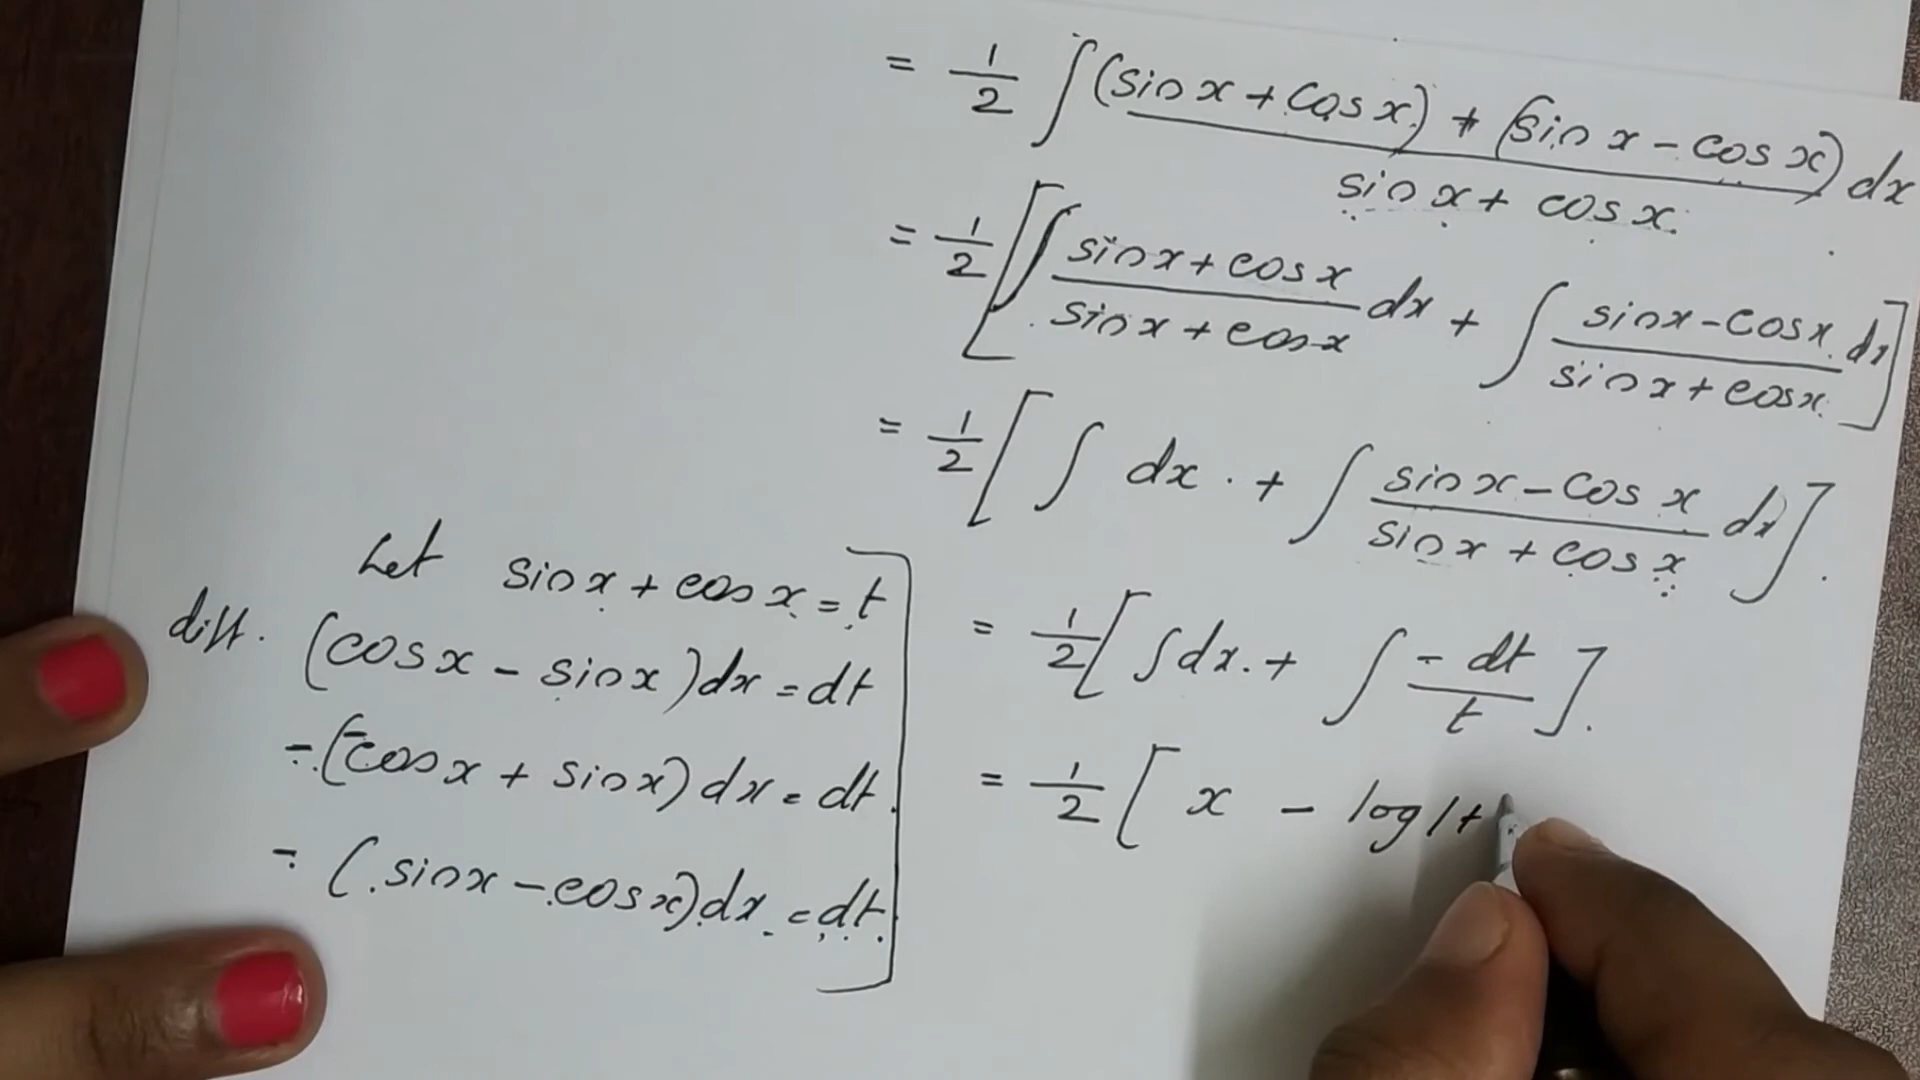 = 1/2 ∫ (sin x + cos x) + (sin x - cos x) / sin x + cos x dx
= 1/2 [∫ sin x + cos x / sin x + cos x dx + ∫ sin x - cos x / sin x + cos x dx]
= 1/2 [∫ dx + ∫ sin x - cos x / sin x + cos x dx].
Let sin x + cos x = t
diff. (cos x - sin x) dx = dt
- (-cos x + sin x) dx = dt
- (sin x - cos x) dx = dt
= 1/2 [∫ dx + ∫ - dt / t].
= 1/2 [x - log |t